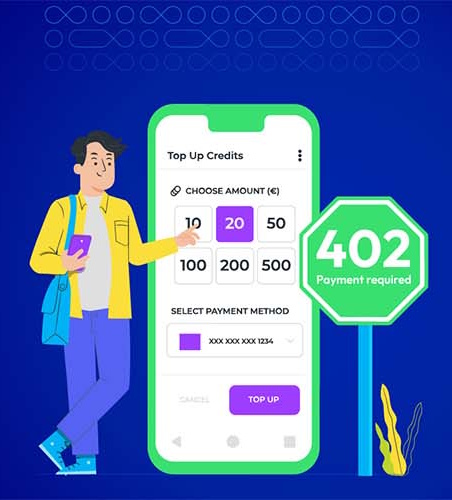 Top Up Credits
CHOOSE AMOUNT (€)
10 20 50
100 200 500
SELECT PAYMENT METHOD
XXX XXX XXX 1234
CANCEL TOP UP
402
Payment required